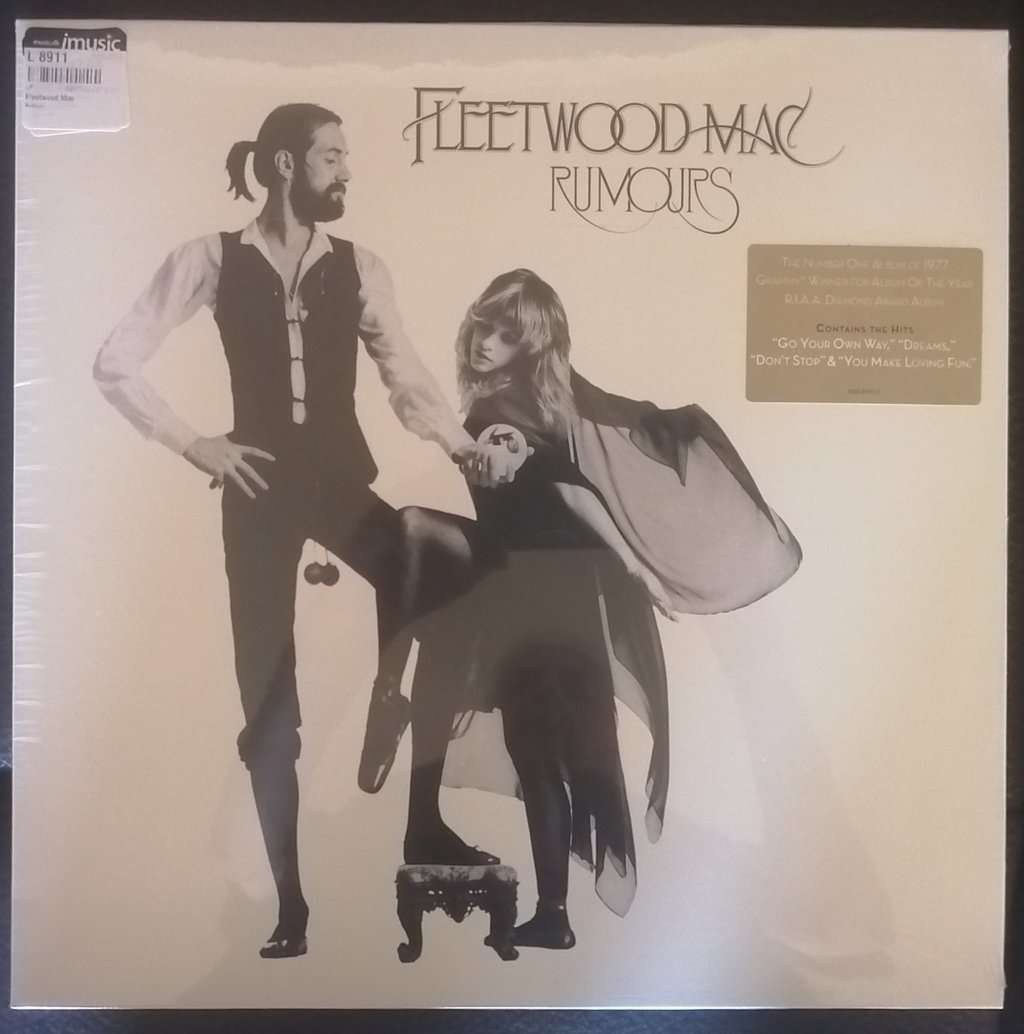 imusic
L 8911
Fleetwood Mac
FLEETWOOD MAC
RUMOURS
THE NUMBER ONE ALBUM OF 1977
GRAMMY® WINNER FOR ALBUM OF THE YEAR
R.I.A.A. DIAMOND AWARD ALBUM
CONTAINS THE HITS
"GO YOUR OWN WAY," "DREAMS,"
"DON'T STOP" & "YOU MAKE LOVING FUN."